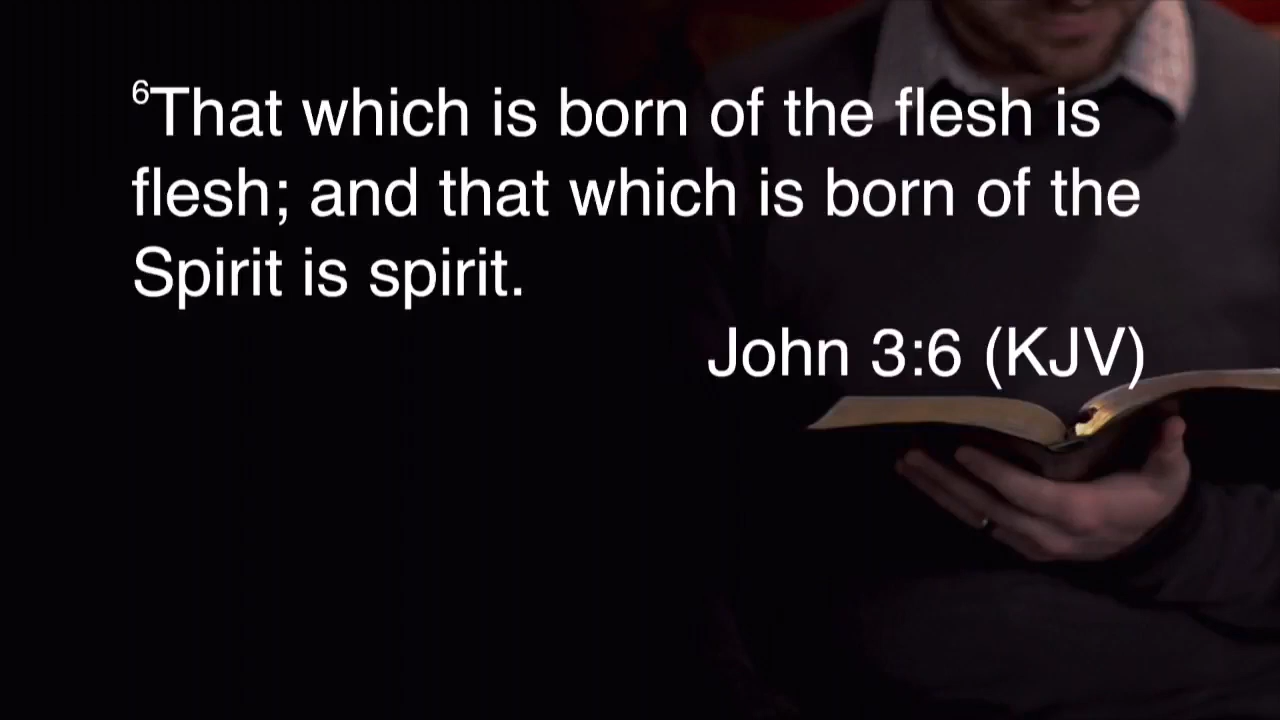 ⁶That which is born of the flesh is
flesh; and that which is born of the
Spirit is spirit.
John 3:6 (KJV)